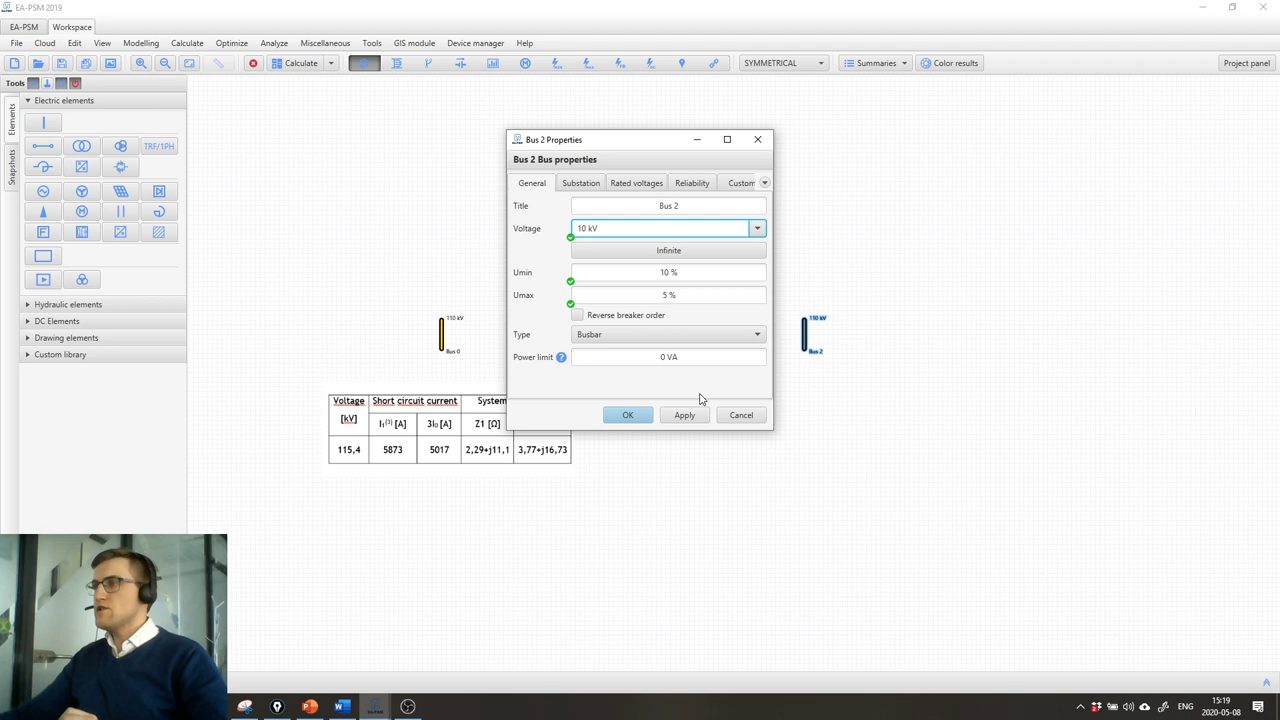 EA-PSM 2019
EA-PSM Workspace
File Cloud Edit View Modelling Calculate Optimize Analyze Miscellaneous Tools GIS module Device manager Help
Calculate SYMMETRICAL Summaries Color results Project panel
Tools
Elements
Snapshots
Electric elements
TRF/1PH
Hydraulic elements
DC Elements
Drawing elements
Custom library
Bus 2 Properties
Bus 2 Bus properties
General Substation Rated voltages Reliability Custom
Title Bus 2
Voltage 10 kV
Infinite
Umin 10 %
Umax 5 %
Reverse breaker order
Type Busbar
Power limit ? 0 VA
OK Apply Cancel
110 kV
Bus 0
110 kV
Bus 2
Voltage Short circuit current System
[kV] I₁⁽³⁾ [A] 3I₀ [A] Z1 [Ω]
115,4 5873 5017 2,29+j11,1 3,77+j16,73
ENG
15:19
2020-05-08